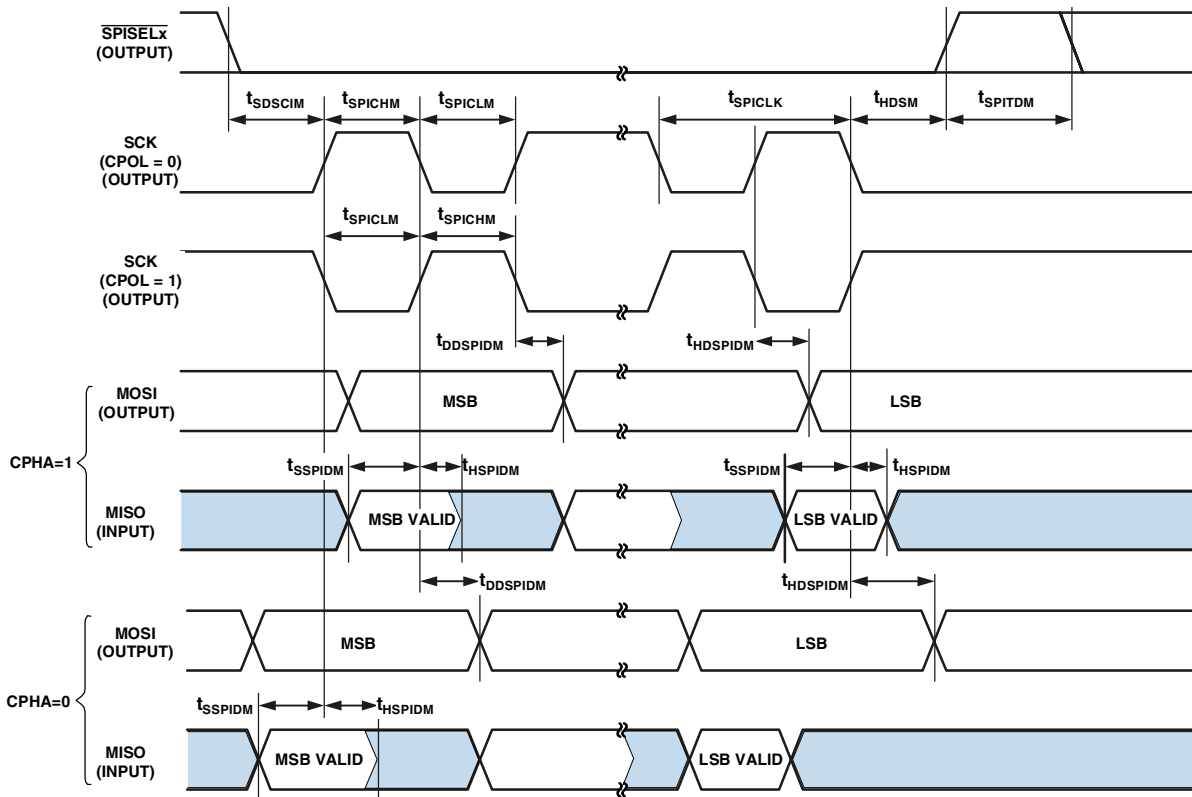 SPISELx
(OUTPUT)
tSDSCIM tSPICHM tSPICLM tSPICLK tHDSM tSPITDM
SCK
(CPOL = 0)
(OUTPUT)
tSPICLM tSPICHM
SCK
(CPOL = 1)
(OUTPUT)
tDDSPIDM tHDSPIDM
CPHA=1
MOSI
(OUTPUT)
MSB LSB
tSSPIDM tHSPIDM tSSPIDM tHSPIDM
MISO
(INPUT)
MSB VALID LSB VALID
tDDSPIDM tHDSPIDM
CPHA=0
MOSI
(OUTPUT)
MSB LSB
tSSPIDM tHSPIDM
MISO
(INPUT)
MSB VALID LSB VALID